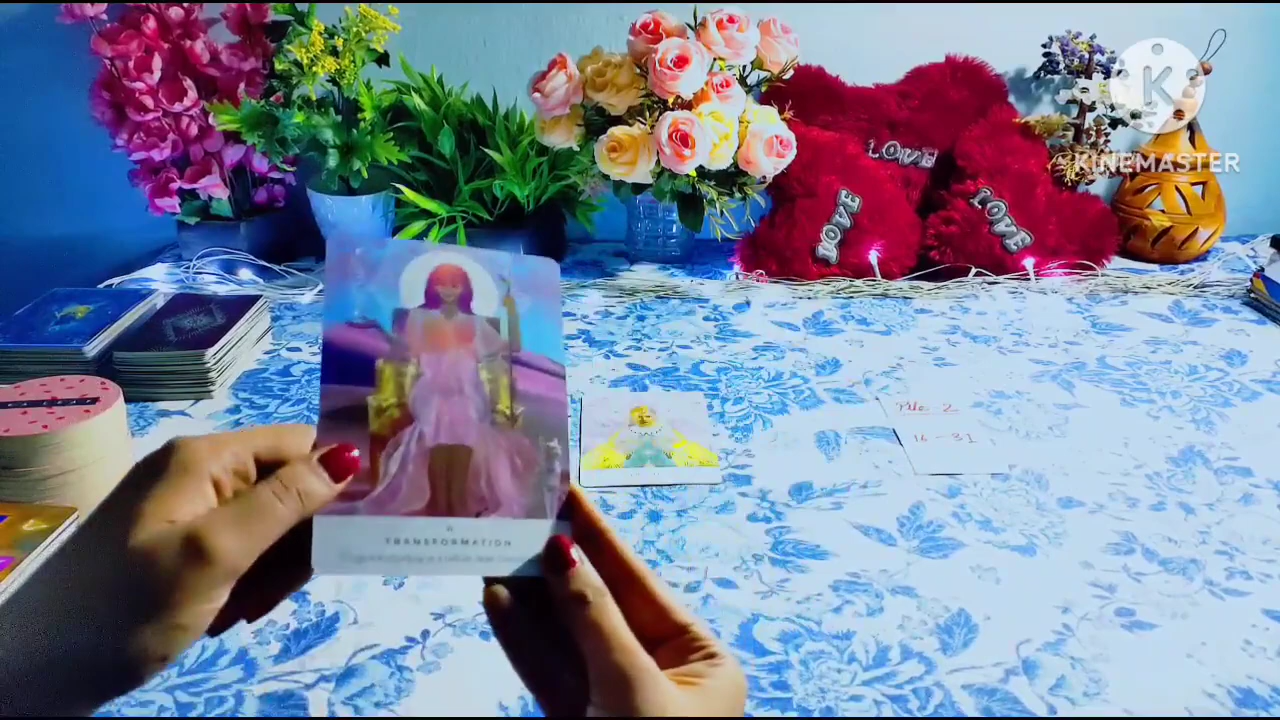 K
KINEMASTER
LOVE
LOVE
LOVE
Pile 2
16 - 31
TRANSFORMATION